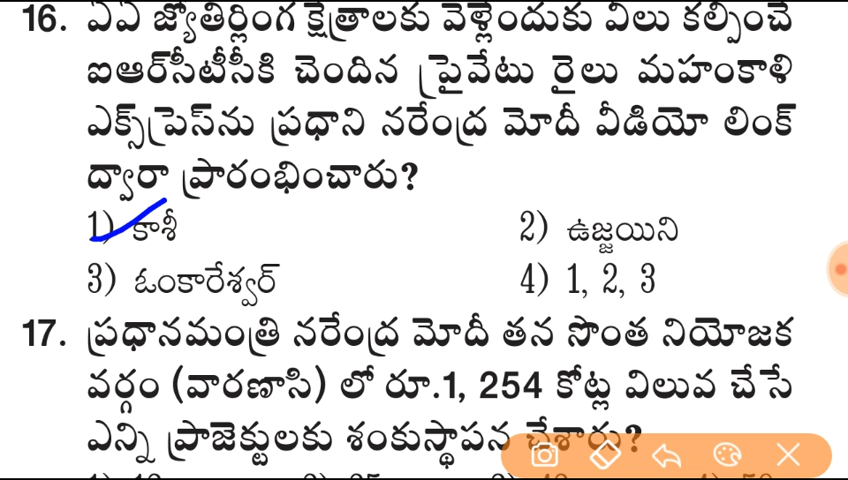 16. ఏఏ జ్యోతిర్లింగ క్షేత్రాలకు వెళ్లేందుకు వీలు కల్పించే
ఐఆర్‌సీటీసీకి చెందిన ప్రైవేటు రైలు మహంకాళి
ఎక్స్‌ప్రెస్‌ను ప్రధాని నరేంద్ర మోదీ వీడియో లింక్
ద్వారా ప్రారంభించారు?
1) కాశీ 2) ఉజ్జయిని
3) ఓంకారేశ్వర్ 4) 1, 2, 3
17. ప్రధానమంత్రి నరేంద్ర మోదీ తన సొంత నియోజక
వర్గం (వారణాసి) లో రూ.1, 254 కోట్ల విలువ చేసే
ఎన్ని ప్రాజెక్టులకు శంకుస్థాపన చేశారు?